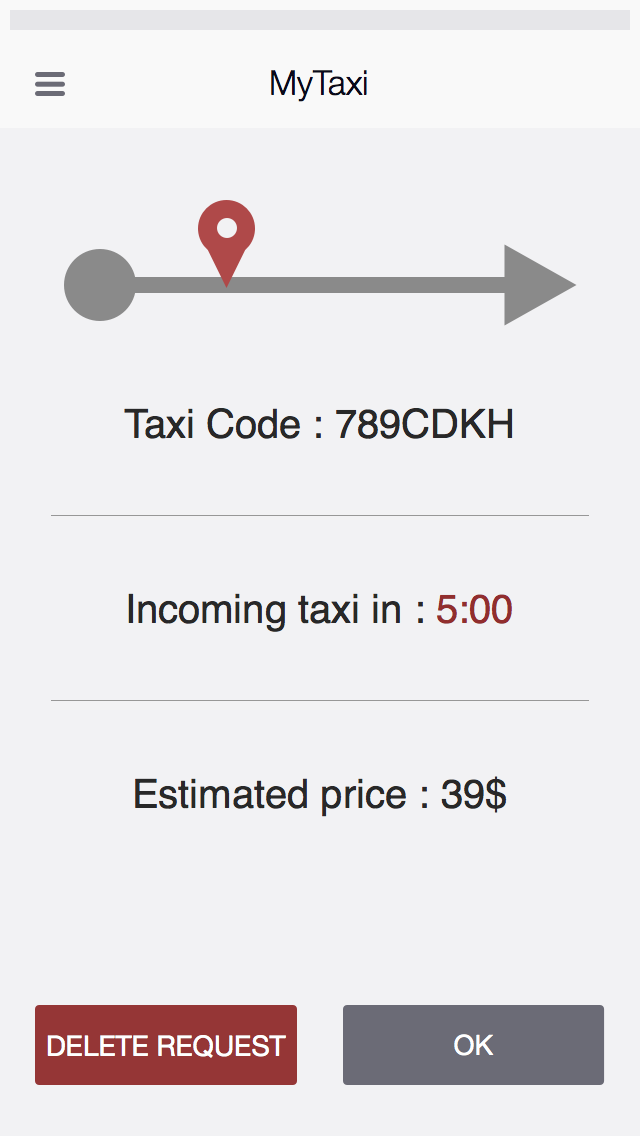 MyTaxi
Taxi Code : 789CDKH
Incoming taxi in : 5:00
Estimated price : 39$
DELETE REQUEST
OK